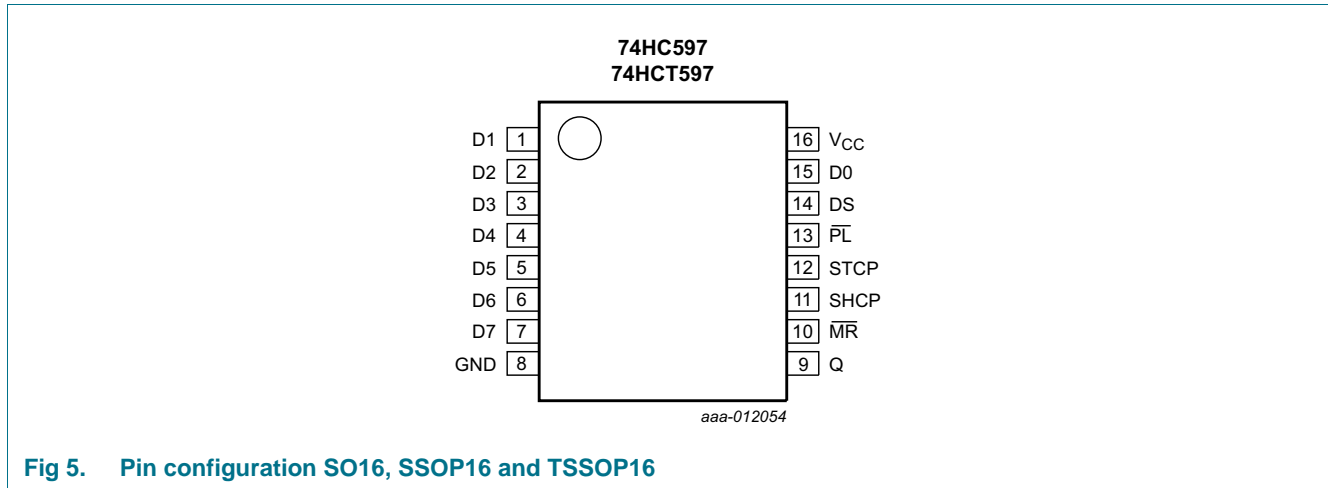 74HC597
74HCT597
D1 1 16 VCC
D2 2 15 D0
D3 3 14 DS
D4 4 13 P̅L̅
D5 5 12 STCP
D6 6 11 SHCP
D7 7 10 M̅R̅
GND 8 9 Q
aaa-012054
Fig 5. Pin configuration SO16, SSOP16 and TSSOP16